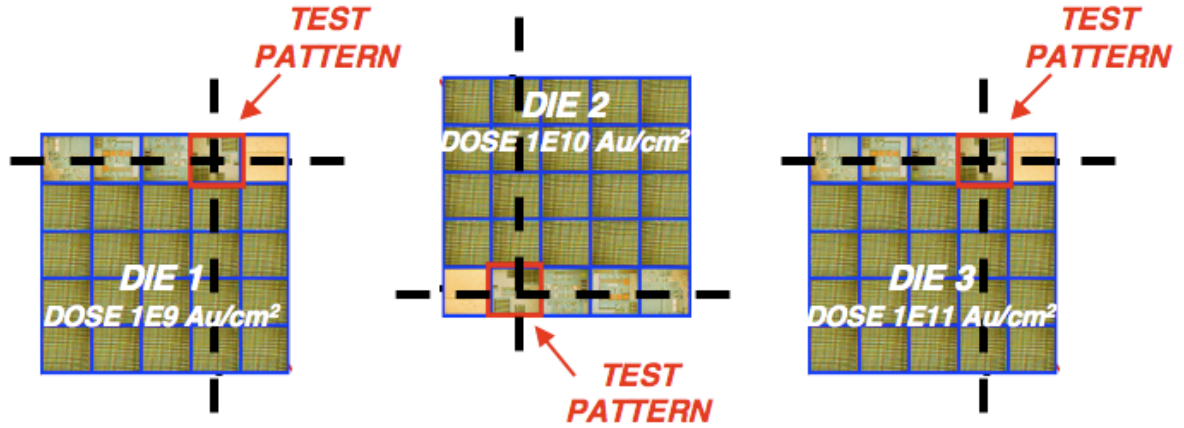 TEST
PATTERN
DIE 1
DOSE 1E9 Au/cm²
DIE 2
DOSE 1E10 Au/cm²
TEST
PATTERN
TEST
PATTERN
DIE 3
DOSE 1E11 Au/cm²